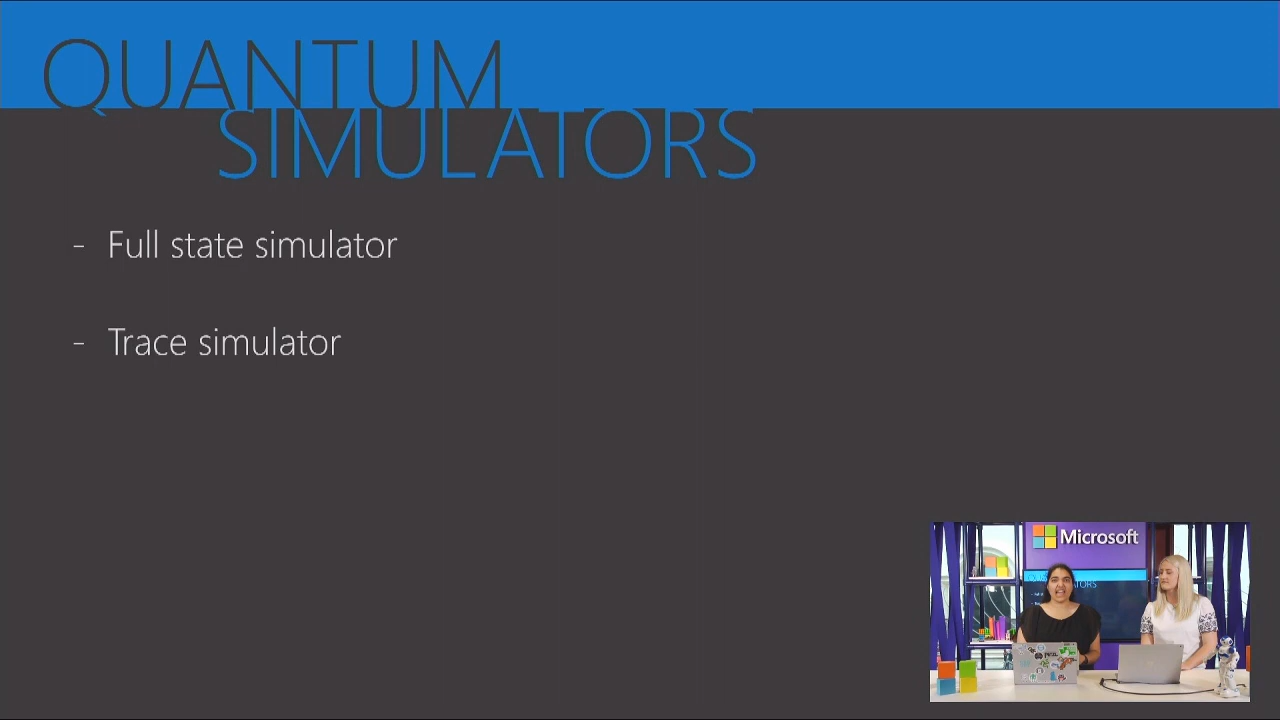 QUANTUM
SIMULATORS
- Full state simulator
- Trace simulator
Microsoft